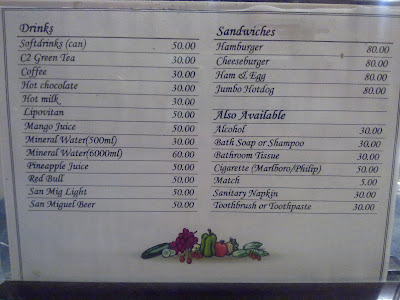 Drinks
Softdrinks (can) 50.00
C2 Green Tea 30.00
Coffee 30.00
Hot chocolate 30.00
Hot milk 30.00
Lipovitan 50.00
Mango Juice 50.00
Mineral Water(500ml) 30.00
Mineral Water(6000ml) 60.00
Pineapple Juice 50.00
Red Bull 50.00
San Mig Light 50.00
San Miguel Beer 50.00
Sandwiches
Hamburger 80.00
Cheeseburger 80.00
Ham & Egg 80.00
Jumbo Hotdog 80.00
Also Available
Alcohol 30.00
Bath Soap or Shampoo 30.00
Bathroom Tissue 30.00
Cigarette (Marlboro/Philip) 50.00
Match 5.00
Sanitary Napkin 30.00
Toothbrush or Toothpaste 30.00